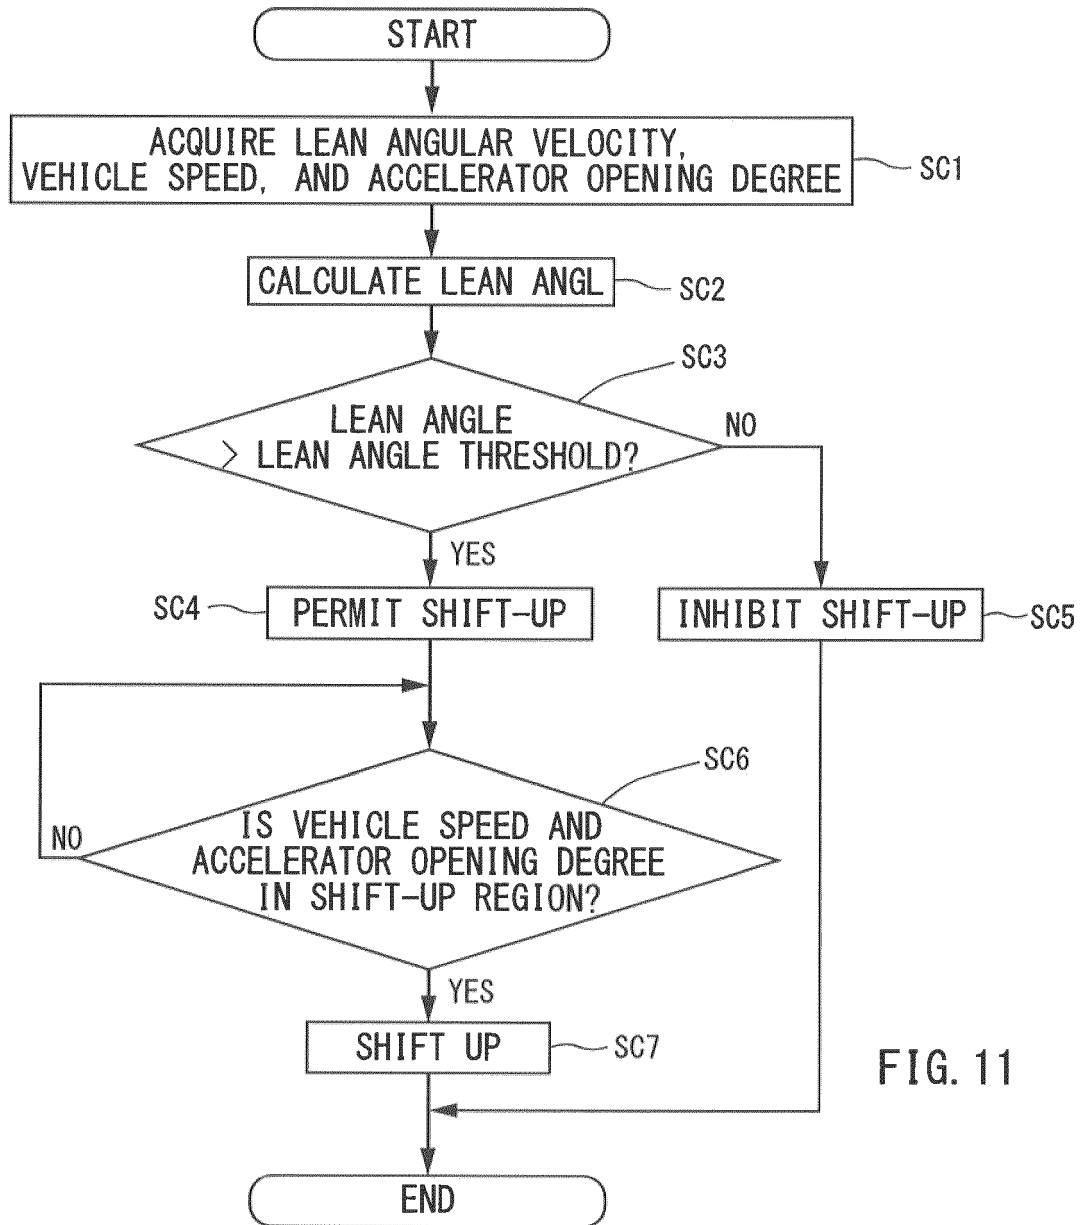 START
ACQUIRE LEAN ANGULAR VELOCITY,
VEHICLE SPEED, AND ACCELERATOR OPENING DEGREE
SC1
CALCULATE LEAN ANGL
SC2
SC3
LEAN ANGLE
> LEAN ANGLE THRESHOLD?
NO
YES
SC4
PERMIT SHIFT-UP
INHIBIT SHIFT-UP
SC5
SC6
IS VEHICLE SPEED AND
ACCELERATOR OPENING DEGREE
IN SHIFT-UP REGION?
NO
YES
SHIFT UP
SC7
FIG. 11
END